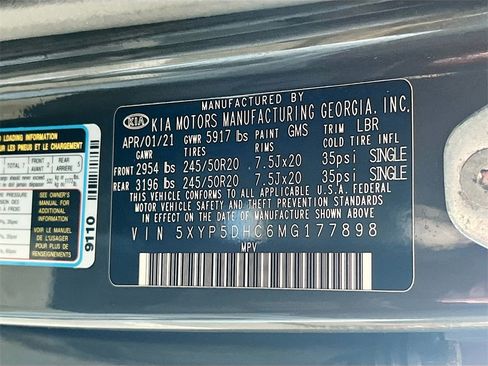 MANUFACTURED BY
KIA KIA MOTORS MANUFACTURING GEORGIA, INC.
APR/01/21 GVWR 5917 lbs PAINT GMS TRIM LBR
GAWR TIRES RIMS COLD TIRE INFL
FRONT 2954 lbs 245/50R20 7.5Jx20 35psi SINGLE
REAR 3196 lbs 245/50R20 7.5Jx20 35psi SINGLE
THIS VEHICLE CONFORMS TO ALL APPLICABLE U.S.A. FEDERAL
MOTOR VEHICLE SAFETY AND THEFT PREVENTION STANDARDS
IN EFFECT ON THE DATE OF MANUFACTURE SHOWN ABOVE.
VIN 5XYP5DHC6MG177898
MPV
LOADING INFORMATION
SUR LES PNEUS ET LE CHARGEMENT
TOTAL 7 FRONT AVANT 2 REAR ARRIÈRE 5
SEE OWNER'S
MANUAL FOR
ADDITIONAL
INFORMATION
VOIR LE MANUEL
DE L'USAGER
POUR PLUS DE
RENSEIGNEMENTS
9110